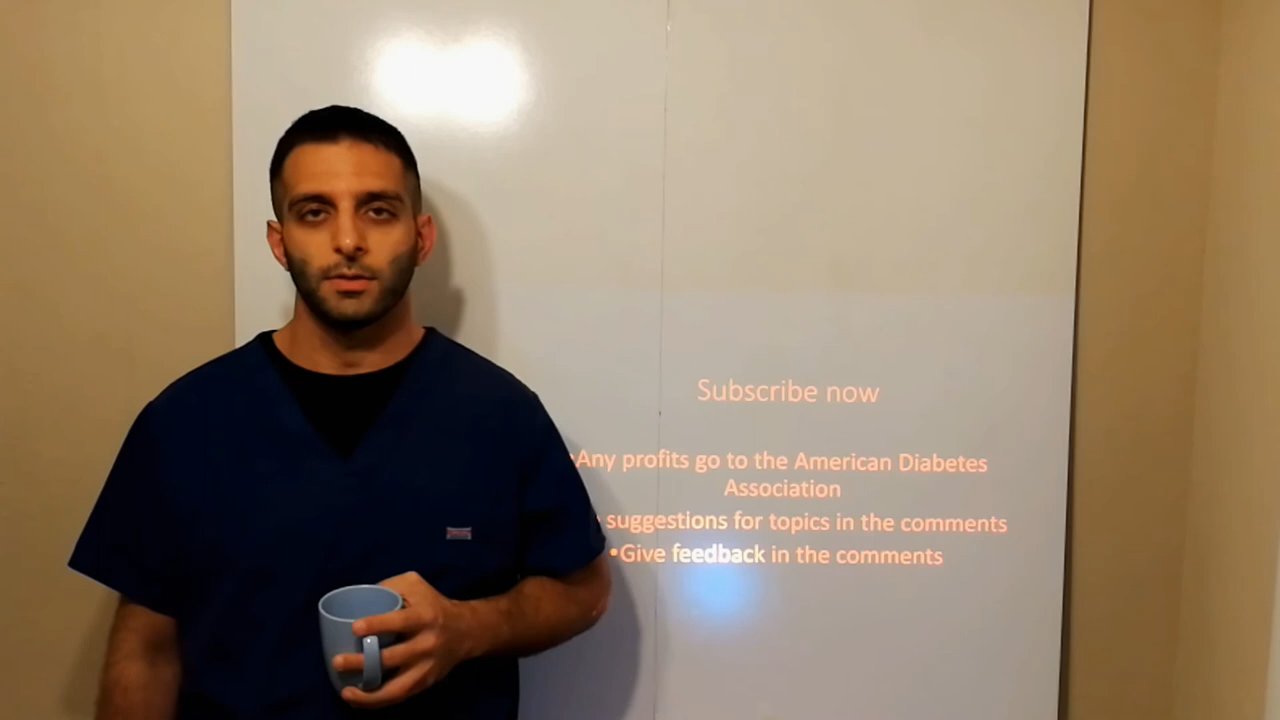 Subscribe now
•Any profits go to the American Diabetes
Association
suggestions for topics in the comments
•Give feedback in the comments